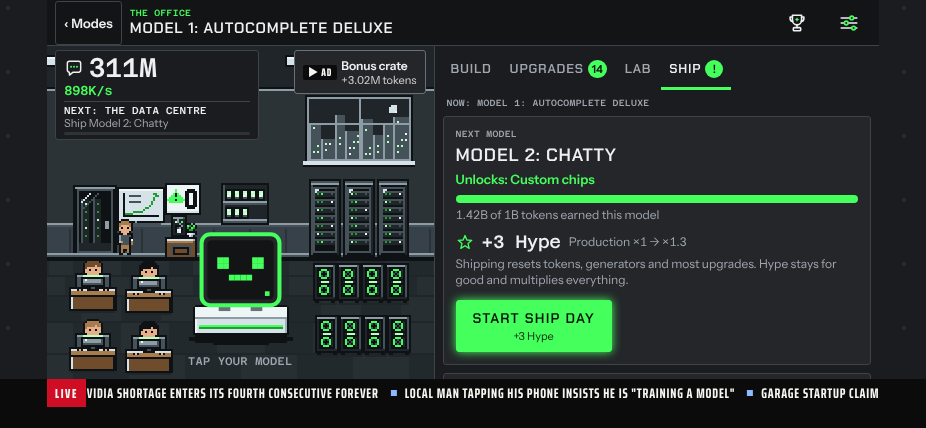 ‹ Modes
THE OFFICE
MODEL 1: AUTOCOMPLETE DELUXE
311M
898K/s
NEXT: THE DATA CENTRE
Ship Model 2: Chatty
AD
Bonus crate
+3.02M tokens
TAP YOUR MODEL
BUILD
UPGRADES 14
LAB
SHIP !
NOW: MODEL 1: AUTOCOMPLETE DELUXE
NEXT MODEL
MODEL 2: CHATTY
Unlocks: Custom chips
1.42B of 1B tokens earned this model
+3 Hype Production ×1 → ×1.3
Shipping resets tokens, generators and most upgrades. Hype stays for
good and multiplies everything.
START SHIP DAY
+3 Hype
LIVE VIDIA SHORTAGE ENTERS ITS FOURTH CONSECUTIVE FOREVER ■ LOCAL MAN TAPPING HIS PHONE INSISTS HE IS "TRAINING A MODEL" ■ GARAGE STARTUP CLAIM